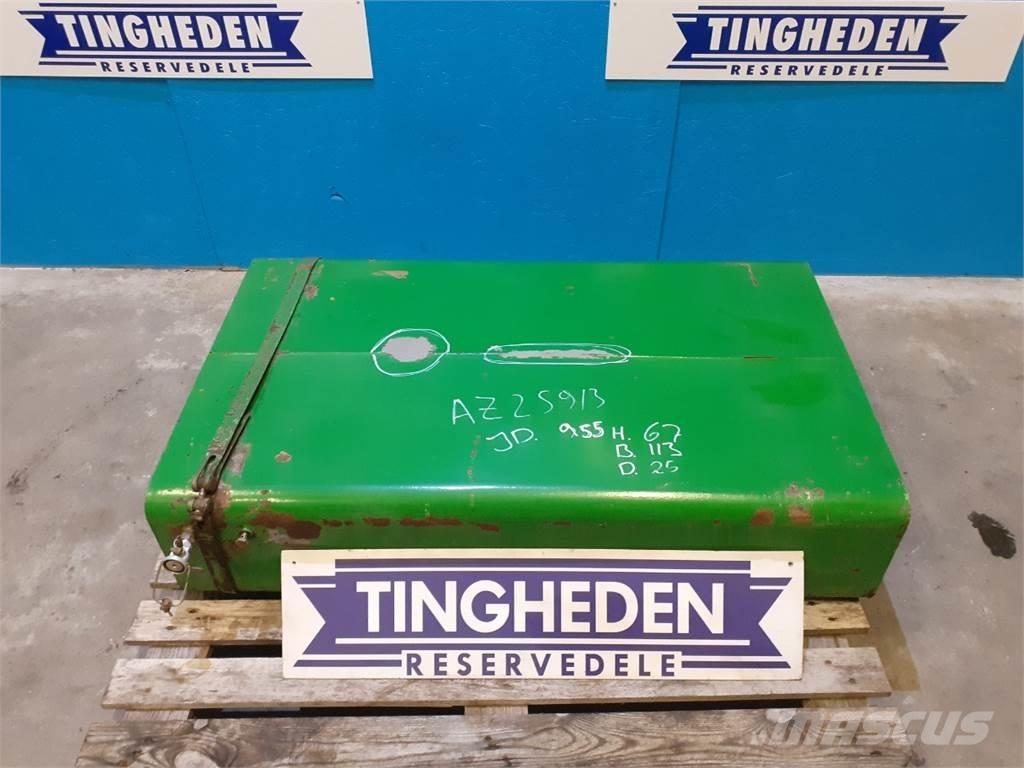 TINGHEDEN
RESERVEDELE
TINGHEDEN
RESERVEDELE
AZ25913
JD. 955 H. 67
B. 113
D. 25
TINGHEDEN
RESERVEDELE
mascus